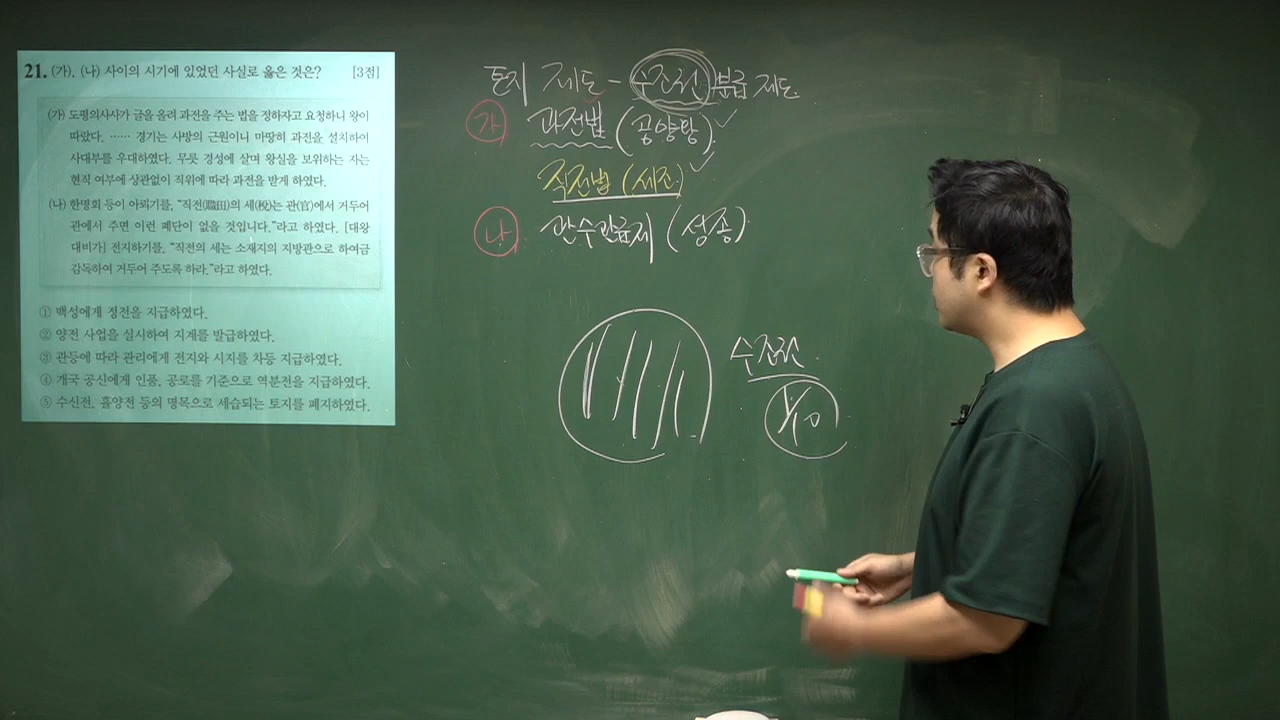 21. (가), (나) 사이의 시기에 있었던 사실로 옳은 것은? [3점]
(가) 도평의사사가 글을 올려 과전을 주는 법을 정하자고 요청하니 왕이
따랐다. …… 경기는 사방의 근원이니 마땅히 과전을 설치하여
사대부를 우대하였다. 무릇 경성에 살며 왕실을 보위하는 자는
현직 여부에 상관없이 직위에 따라 과전을 받게 하였다.
(나) 한명회 등이 아뢰기를, “직전(職田)의 세(稅)는 관(官)에서 거두어
관에서 주면 이런 폐단이 없을 것입니다.”라고 하였다. [대왕
대비가] 전지하기를, “직전의 세는 소재지의 지방관으로 하여금
감독하여 거두어 주도록 하라.”라고 하였다.
① 백성에게 정전을 지급하였다.
② 양전 사업을 실시하여 지계를 발급하였다.
③ 관등에 따라 관리에게 전지와 시지를 차등 지급하였다.
④ 개국 공신에게 인품, 공로를 기준으로 역분전을 지급하였다.
⑤ 수신전, 휼양전 등의 명목으로 세습되는 토지를 폐지하였다.
토지 제도 - 수조권 분급 제도
가 과전법 (공양왕)
직전법 (세조)
나 관수관급제 (성종)
수조권
1/10